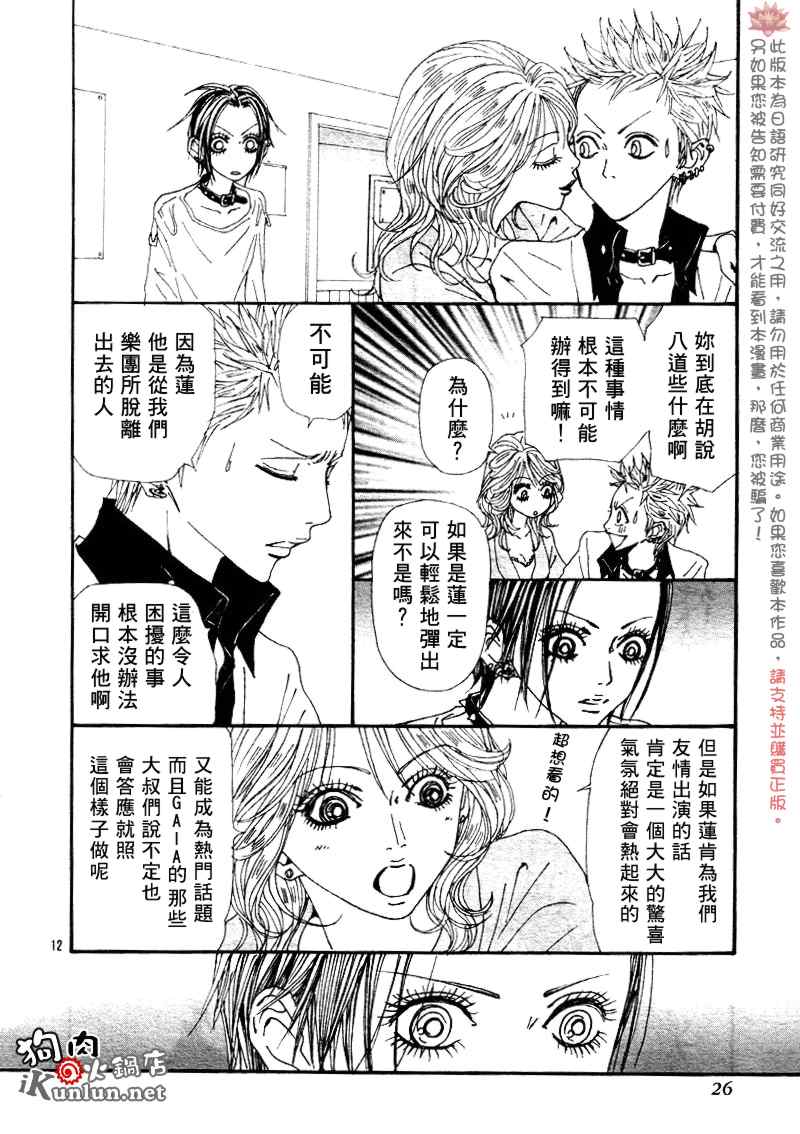 妳到底在胡說
八道些什麼啊
這種事情
根本不可能
辦得到嘛！
為什麼？
如果是蓮一定
可以輕鬆地彈出
來不是嗎？
不可能
因為蓮
他是從我們
樂團所脫離
出去的人
這麼令人
困擾的事
根本沒辦法
開口求他啊
但是如果蓮肯為我們
友情出演的話
肯定是一個大大的驚喜
氣氛絕對會熱起來的
超想看的！
又能成為熱門話題
而且GAIA的那些
大叔們說不定也
會答應就照
這個樣子做呢
12
26
狗肉火鍋店
iKunlun.net
此版本為日語研究同好交流之用，請勿用於任何商業用途。如果您喜歡本作品，請支持並購買正版。
另如果您被告知需要付費，才能看到本漫畫，那麼，您被騙了！